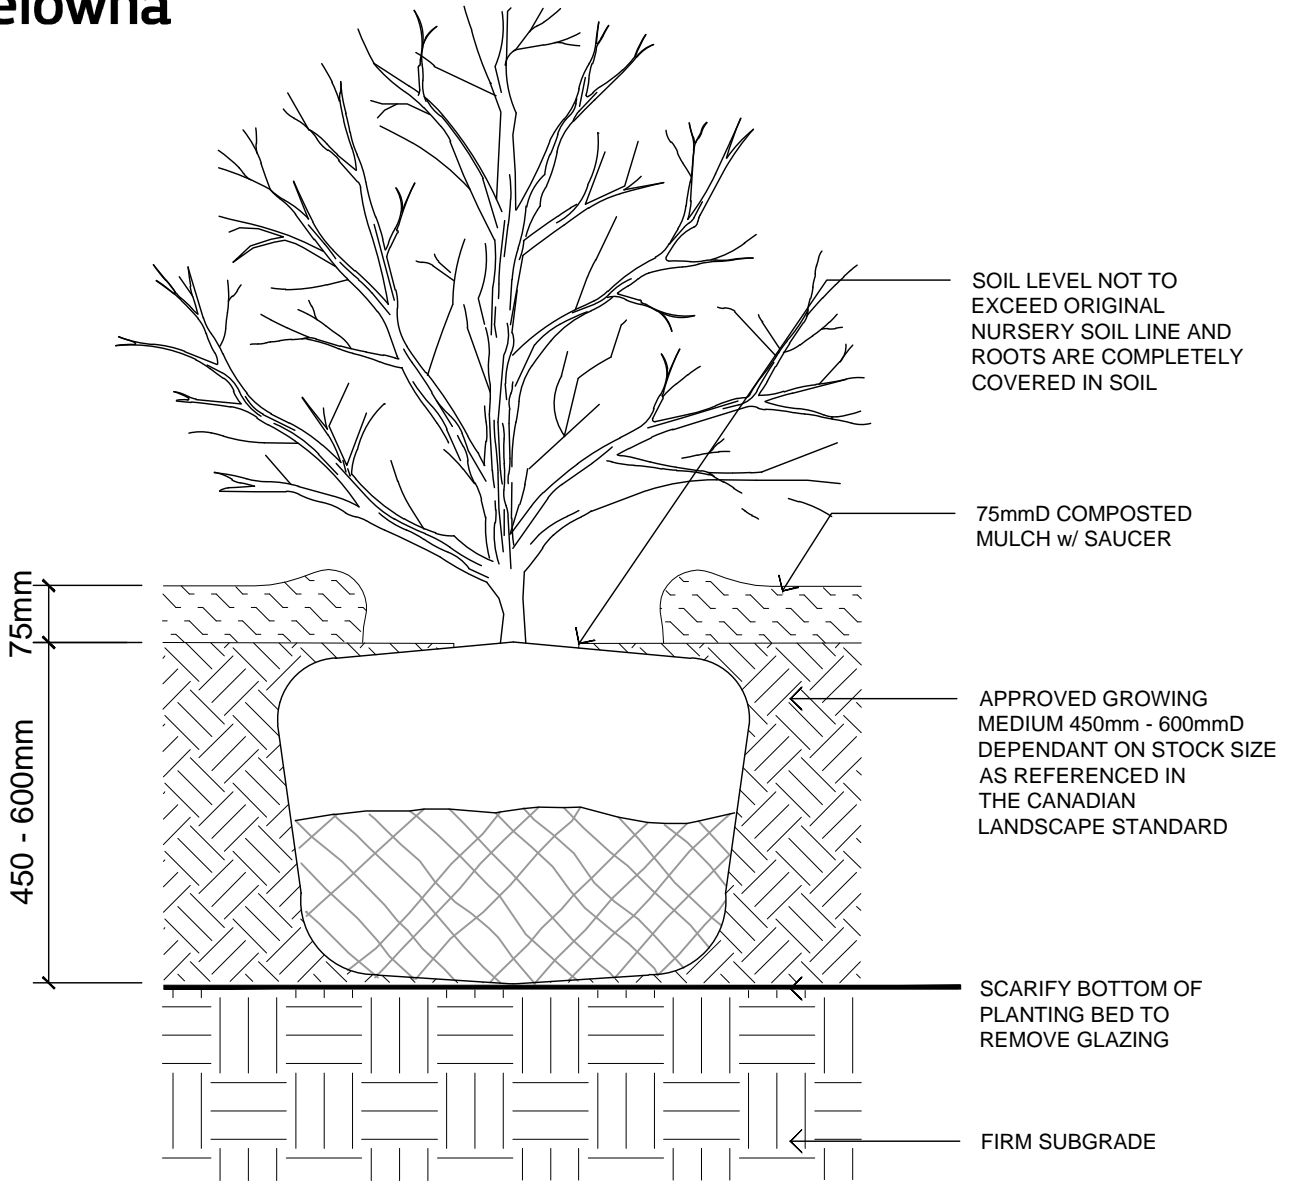 elowna
SOIL LEVEL NOT TO
EXCEED ORIGINAL
NURSERY SOIL LINE AND
ROOTS ARE COMPLETELY
COVERED IN SOIL
75mmD COMPOSTED
MULCH w/ SAUCER
75mm
APPROVED GROWING
MEDIUM 450mm - 600mmD
DEPENDANT ON STOCK SIZE
AS REFERENCED IN
THE CANADIAN
LANDSCAPE STANDARD
450 - 600mm
SCARIFY BOTTOM OF
PLANTING BED TO
REMOVE GLAZING
FIRM SUBGRADE